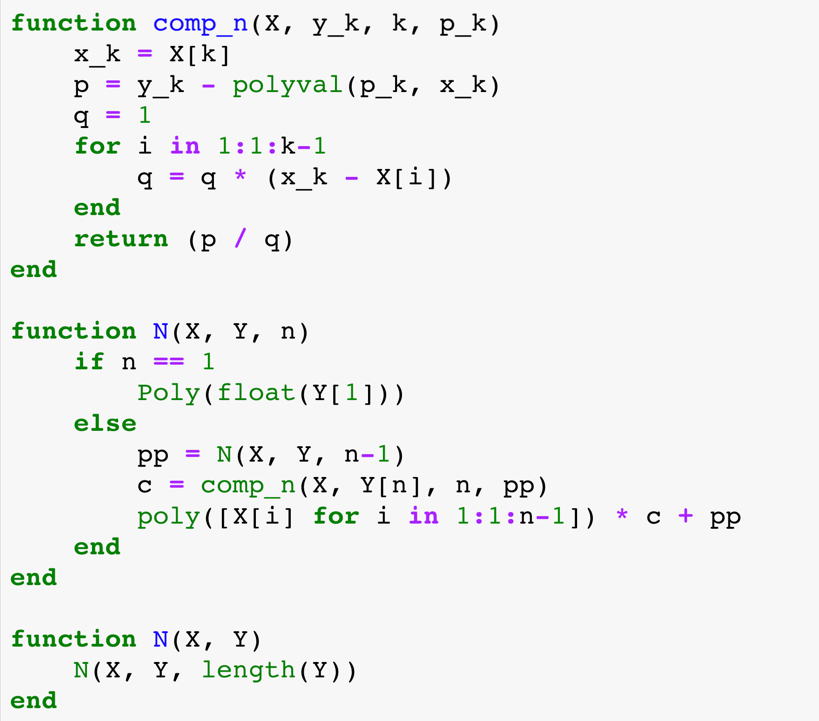 function comp_n(X, y_k, k, p_k)
    x_k = X[k]
    p = y_k - polyval(p_k, x_k)
    q = 1
    for i in 1:1:k-1
        q = q * (x_k - X[i])
    end
    return (p / q)
end

function N(X, Y, n)
    if n == 1
        Poly(float(Y[1]))
    else
        pp = N(X, Y, n-1)
        c = comp_n(X, Y[n], n, pp)
        poly([X[i] for i in 1:1:n-1]) * c + pp
    end
end

function N(X, Y)
    N(X, Y, length(Y))
end